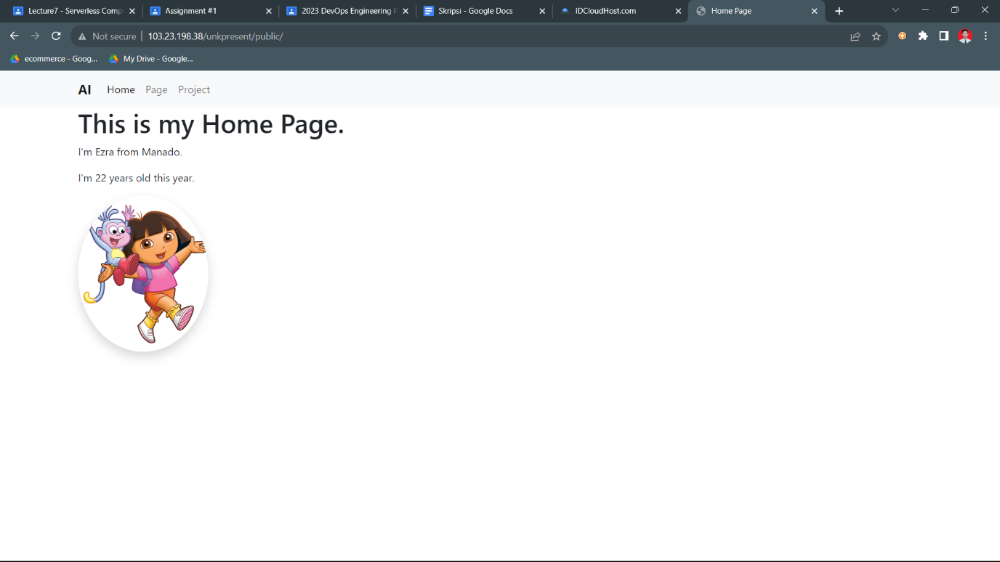 Lecture7 - Serverless Comp
Assignment #1
2023 DevOps Engineering P
Skripsi - Google Docs
IDCloudHost.com
Home Page
Not secure | 103.23.198.38/unkpresent/public/
ecommerce - Goog...
My Drive - Google...
AI Home Page Project
This is my Home Page.
I'm Ezra from Manado.
I'm 22 years old this year.